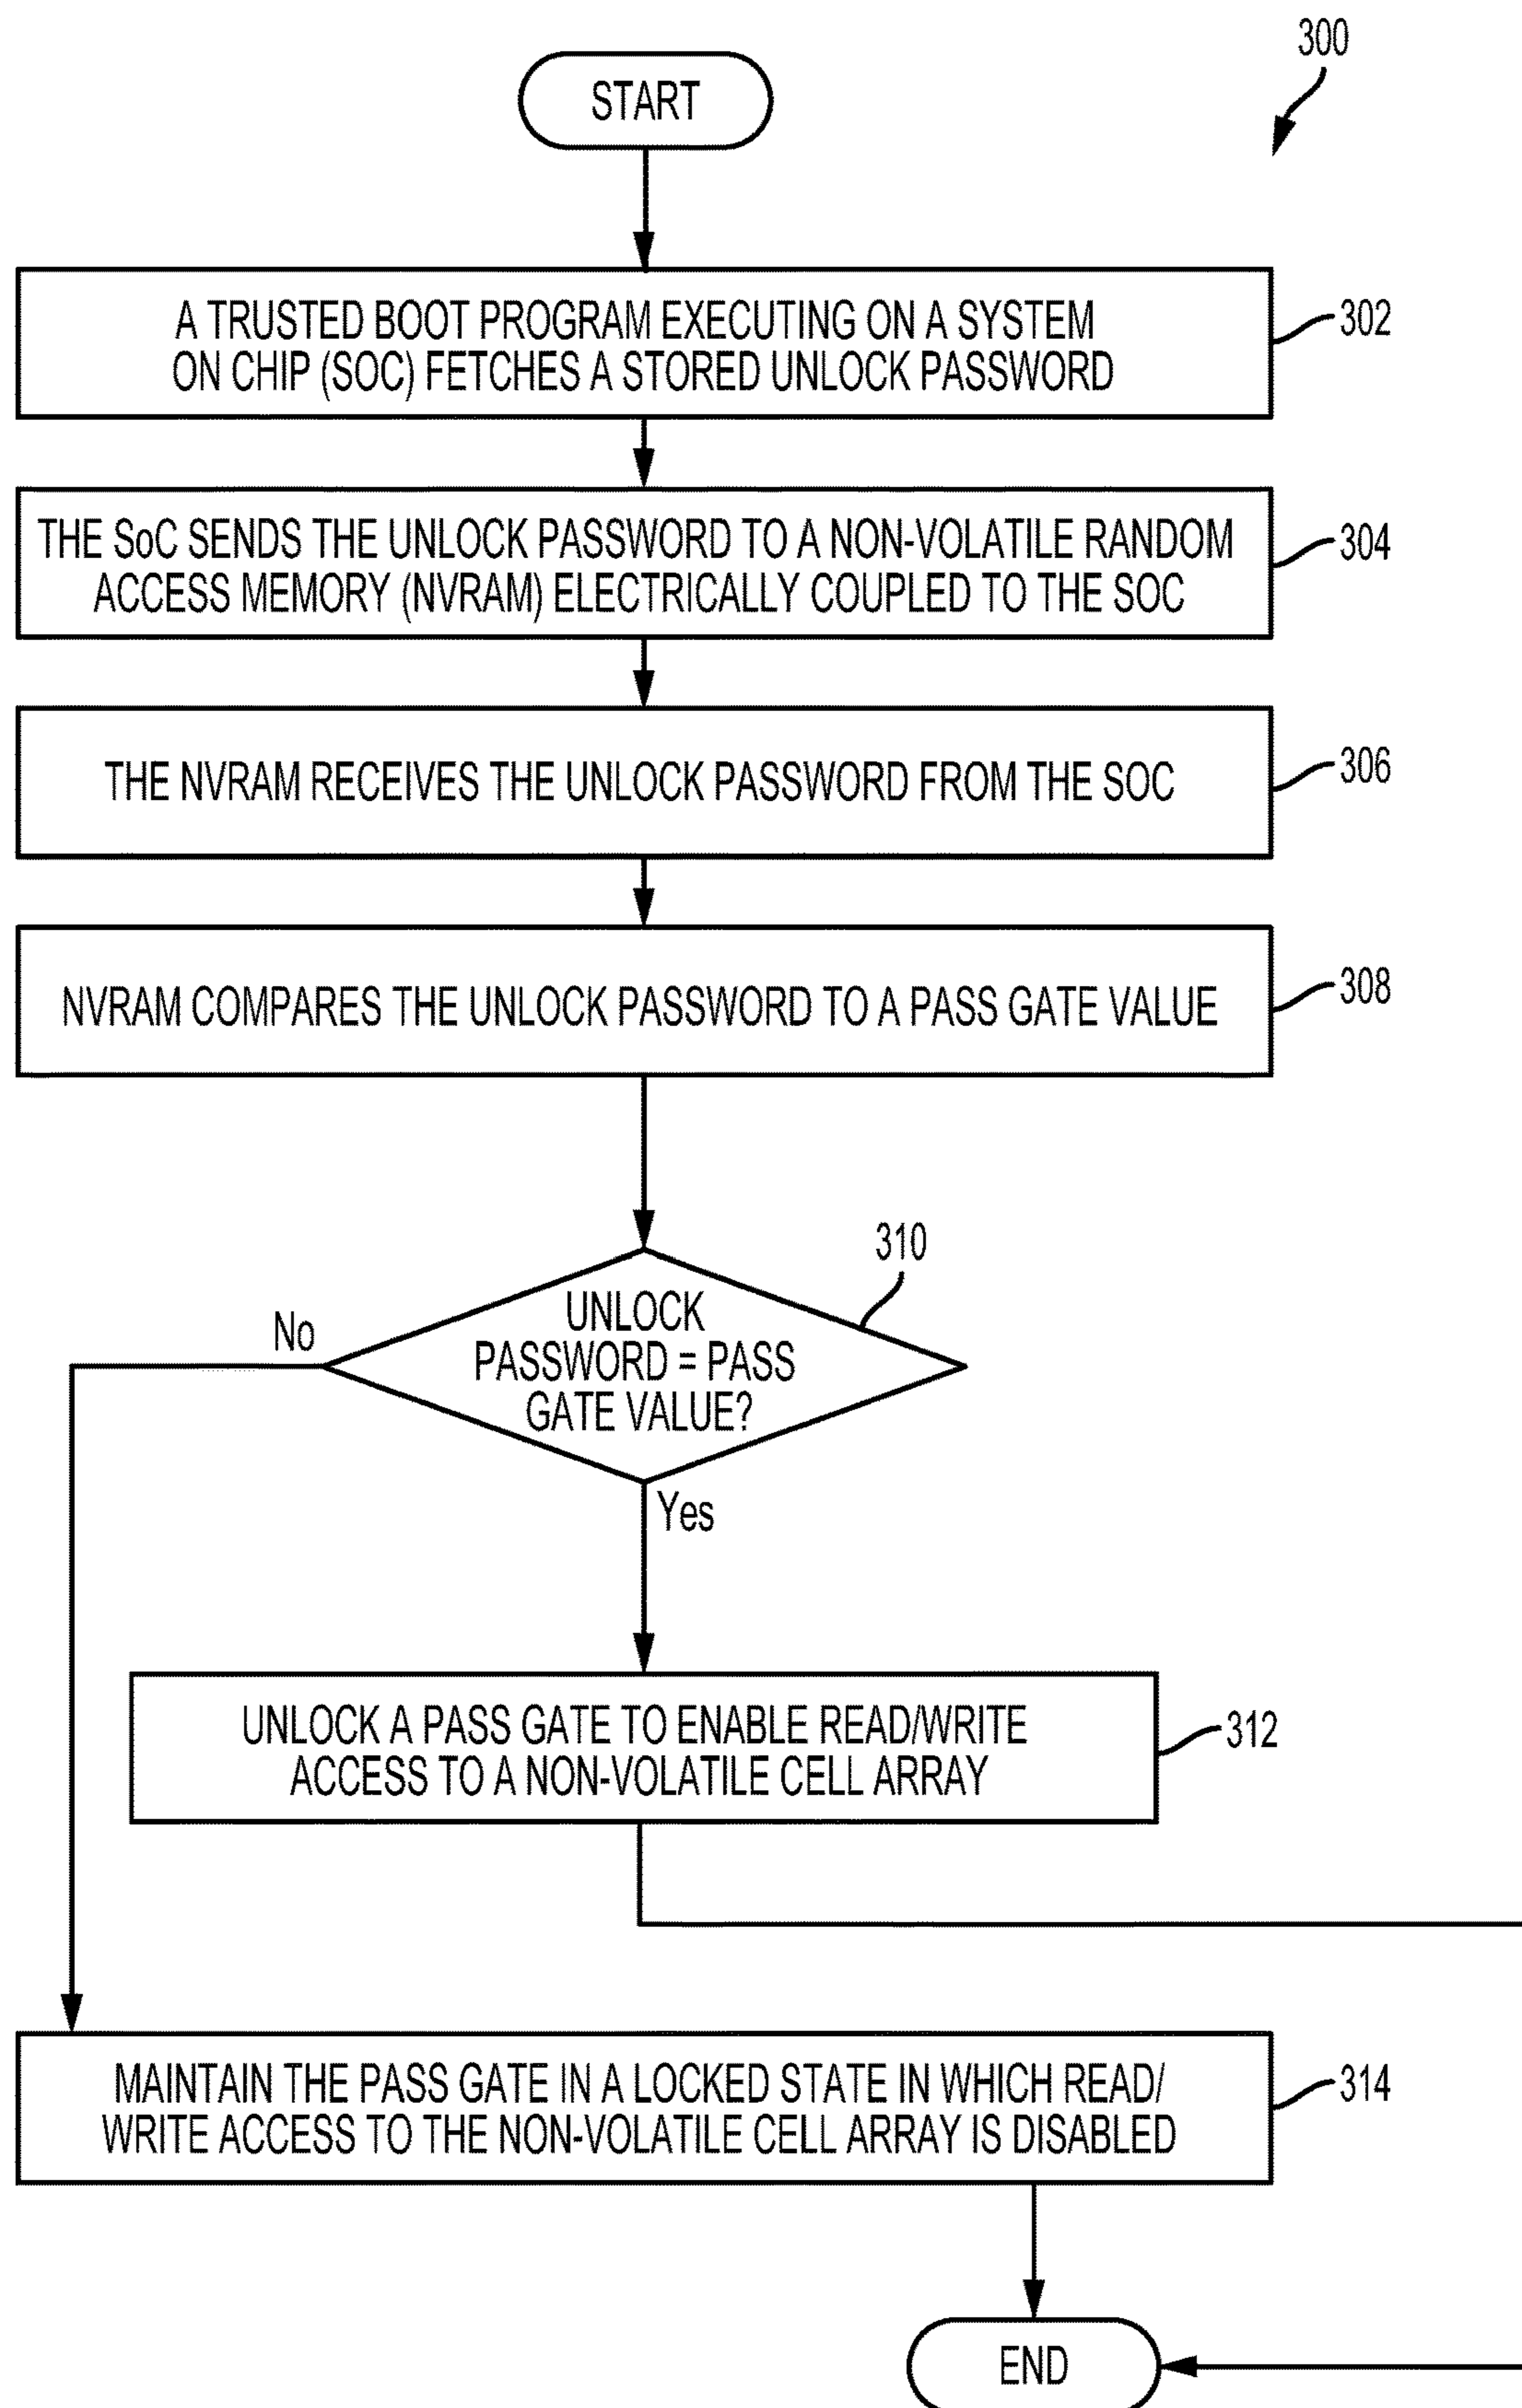 300
START
A TRUSTED BOOT PROGRAM EXECUTING ON A SYSTEM
ON CHIP (SOC) FETCHES A STORED UNLOCK PASSWORD
302
THE SoC SENDS THE UNLOCK PASSWORD TO A NON-VOLATILE RANDOM
ACCESS MEMORY (NVRAM) ELECTRICALLY COUPLED TO THE SOC
304
THE NVRAM RECEIVES THE UNLOCK PASSWORD FROM THE SOC
306
NVRAM COMPARES THE UNLOCK PASSWORD TO A PASS GATE VALUE
308
310
UNLOCK
PASSWORD = PASS
GATE VALUE?
No
Yes
UNLOCK A PASS GATE TO ENABLE READ/WRITE
ACCESS TO A NON-VOLATILE CELL ARRAY
312
MAINTAIN THE PASS GATE IN A LOCKED STATE IN WHICH READ/
WRITE ACCESS TO THE NON-VOLATILE CELL ARRAY IS DISABLED
314
END